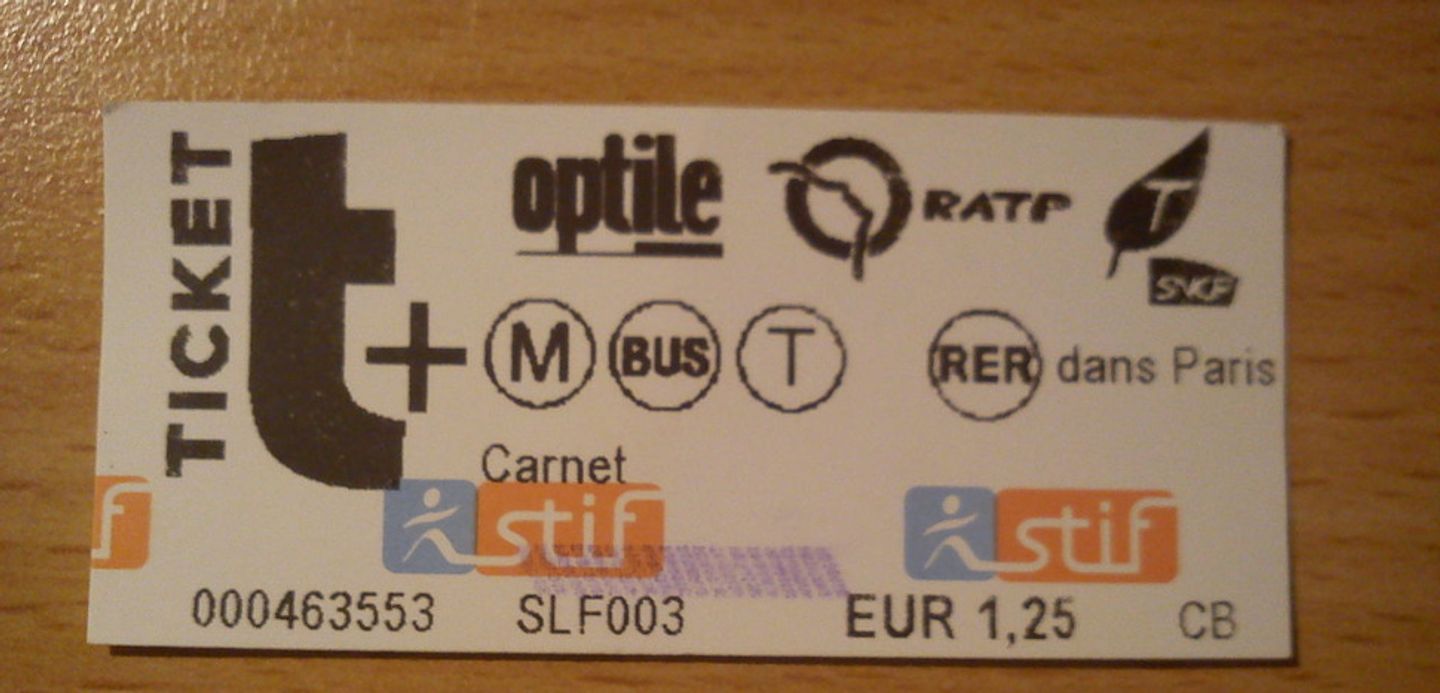 TICKET
t+
optile RATP T SNCF
M BUS T RER dans Paris
Carnet
f stif stif
000463553 SLF003 EUR 1,25 CB